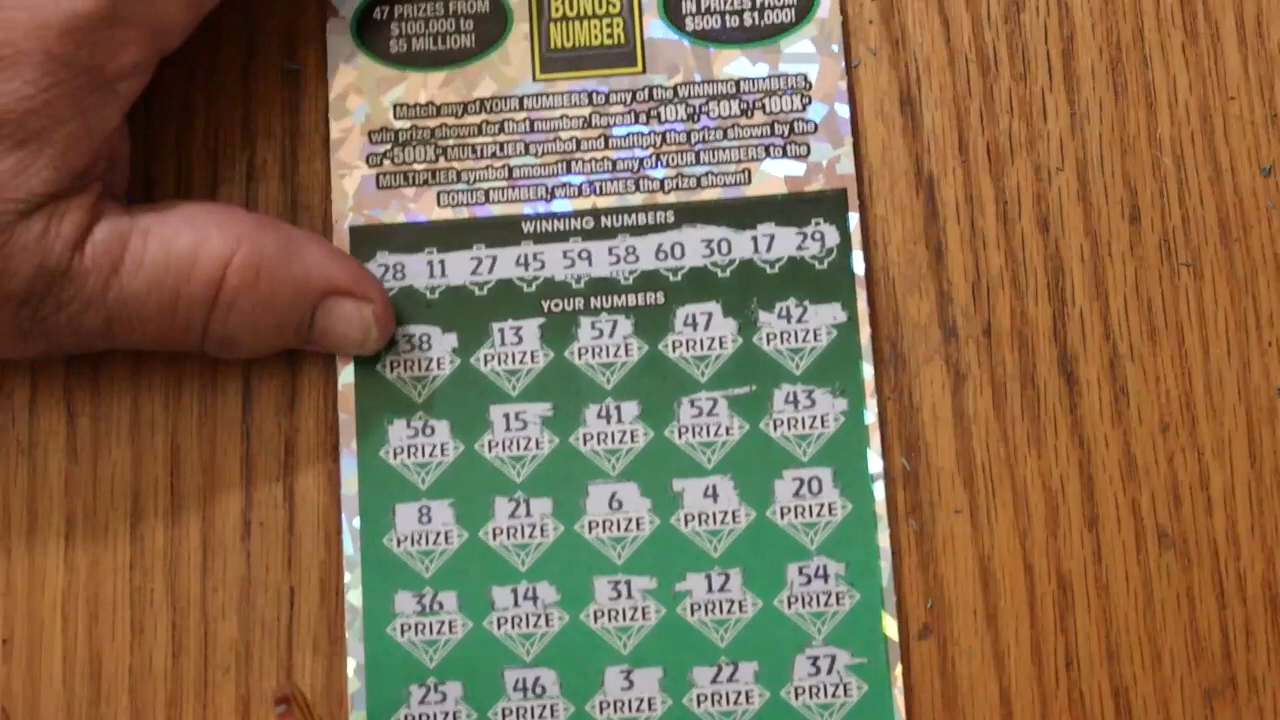 47 PRIZES FROM
$100,000 to
$5 MILLION!
BONUS
NUMBER
IN PRIZES FROM
$500 to $1,000!
Match any of YOUR NUMBERS to any of the WINNING NUMBERS,
win prize shown for that number. Reveal a "10X", "50X", "100X"
or "500X" MULTIPLIER symbol and multiply the prize shown by the
MULTIPLIER symbol amount! Match any of YOUR NUMBERS to the
BONUS NUMBER, win 5 TIMES the prize shown!
WINNING NUMBERS
28 11 27 45 59 58 60 30 17 29
YOUR NUMBERS
38 13 57 47 42
PRIZE PRIZE PRIZE PRIZE PRIZE
56 15 41 52 43
PRIZE PRIZE PRIZE PRIZE PRIZE
8 21 6 4 20
PRIZE PRIZE PRIZE PRIZE PRIZE
36 14 31 12 54
PRIZE PRIZE PRIZE PRIZE PRIZE
25 46 3 22 37
PRIZE PRIZE PRIZE PRIZE PRIZE